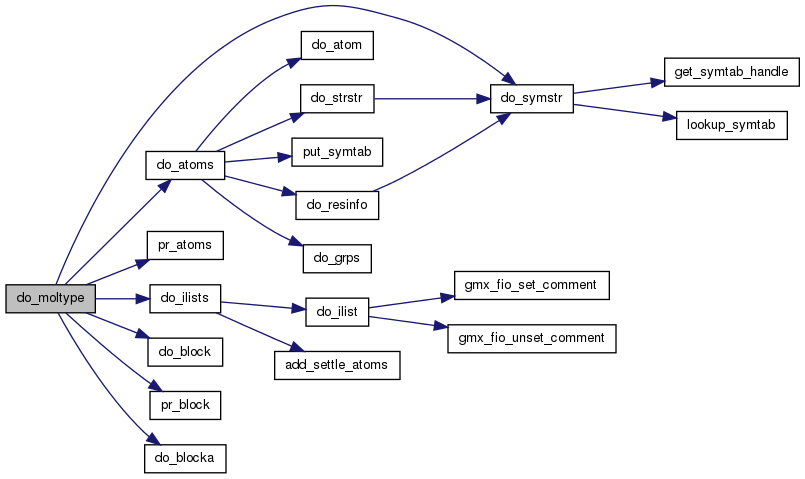 do_atom
get_symtab_handle
do_strstr
do_symstr
lookup_symtab
put_symtab
do_atoms
do_resinfo
pr_atoms
do_grps
gmx_fio_set_comment
do_moltype
do_ilists
do_ilist
gmx_fio_unset_comment
do_block
add_settle_atoms
pr_block
do_blocka